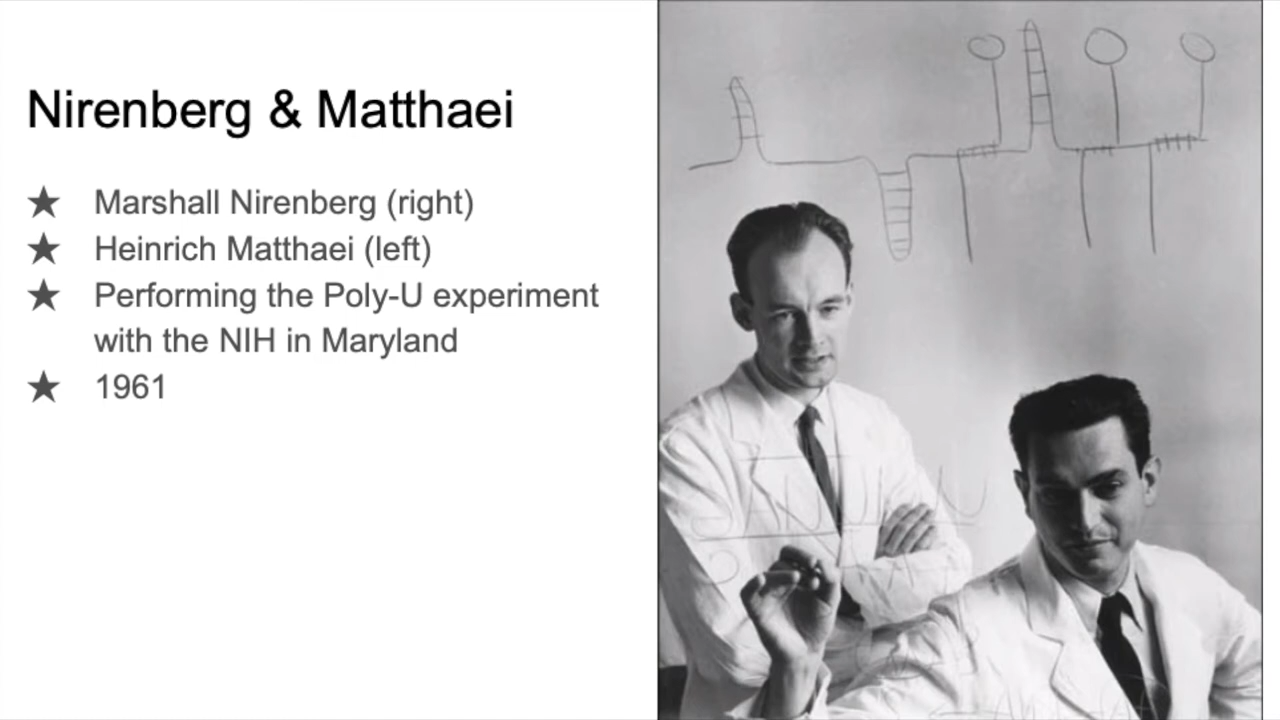 Nirenberg & Matthaei
★ Marshall Nirenberg (right)
★ Heinrich Matthaei (left)
★ Performing the Poly-U experiment
with the NIH in Maryland
★ 1961